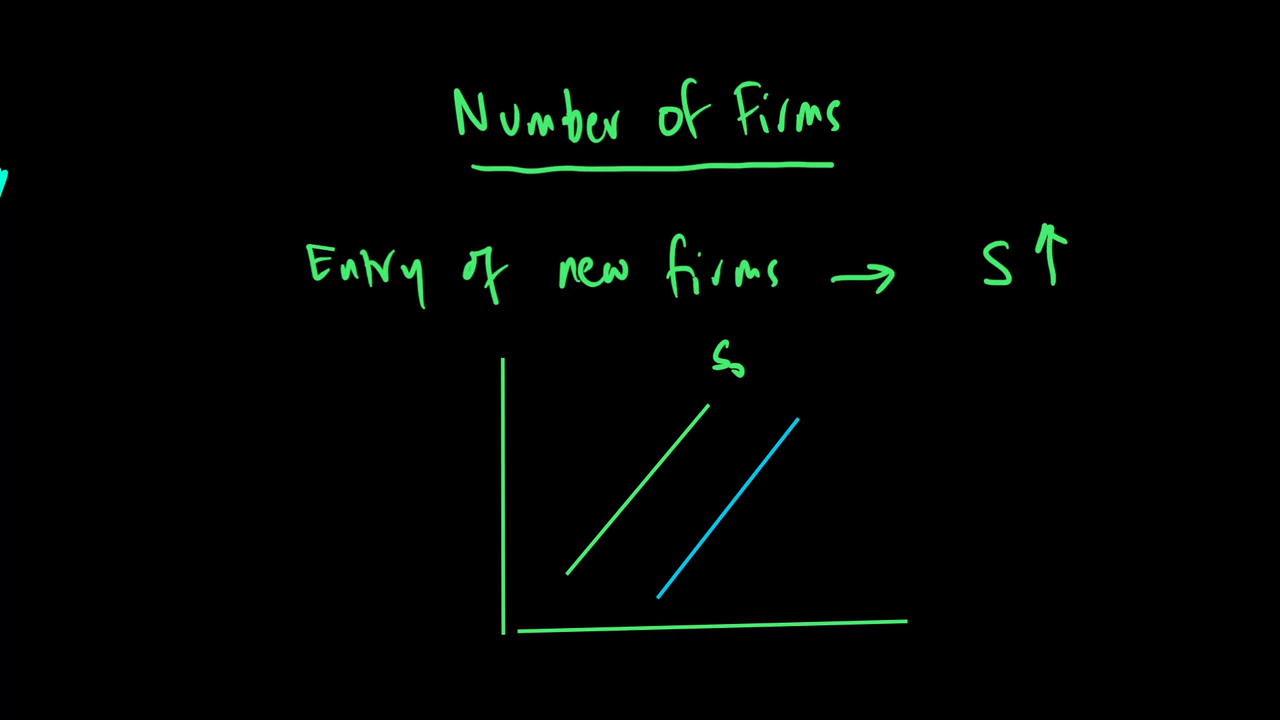 Number of Firms
Entry of new firms → S↑
S₀